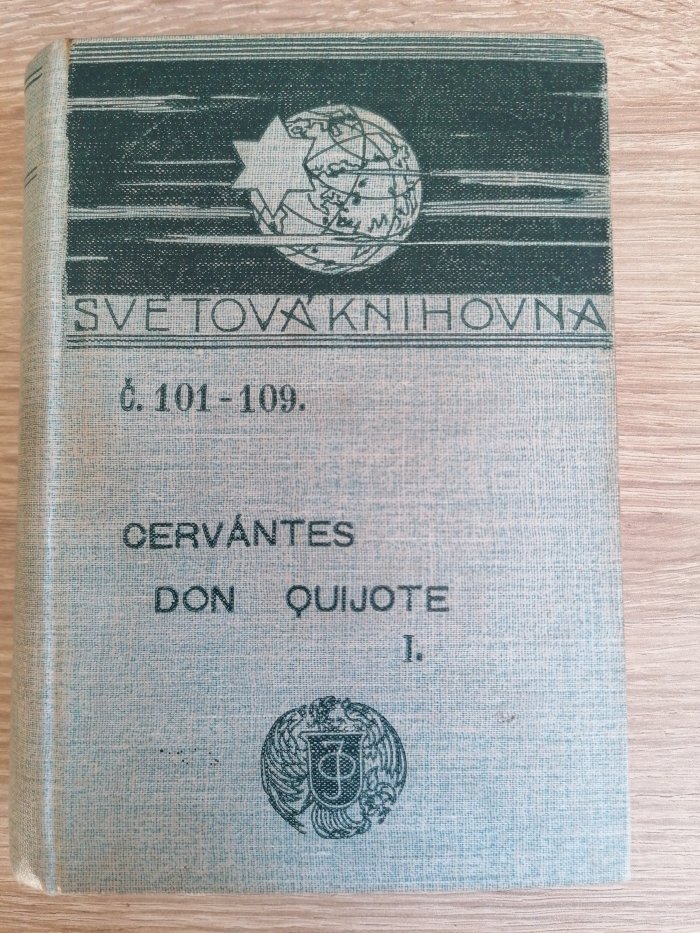 SVĚTOVÁ KNIHOVNA
Č. 101-109.
CERVÁNTES
DON QUIJOTE
I.